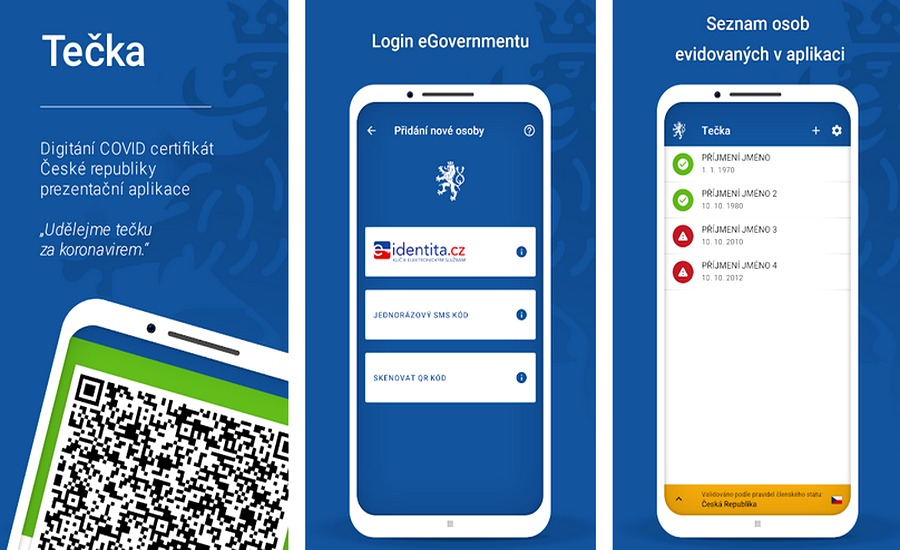 Tečka
Digitání COVID certifikát
České republiky
prezentační aplikace
„Udělejme tečku
za koronavirem.“
Login eGovernmentu
Přidání nové osoby
e-identita.cz
KLÍČ K ELEKTRONICKÝM SLUŽBÁM
JEDNORÁZOVÝ SMS KÓD
SKENOVAT QR KÓD
Seznam osob
evidovaných v aplikaci
Tečka
PŘÍJMENÍ JMÉNO
1. 1. 1970
PŘÍJMENÍ JMÉNO 2
10. 10. 1980
PŘÍJMENÍ JMÉNO 3
10. 10. 2010
PŘÍJMENÍ JMÉNO 4
10. 10. 2012
Validováno podle pravidel členského státu:
Česká Republika